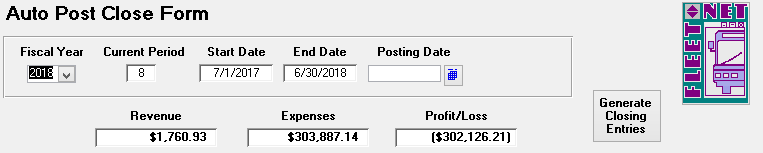 Auto Post Close Form
Fiscal Year Current Period Start Date End Date Posting Date
2018 8 7/1/2017 6/30/2018
Revenue Expenses Profit/Loss
$1,760.93 $303,887.14 ($302,126.21)
Generate
Closing
Entries
FLEET
NET